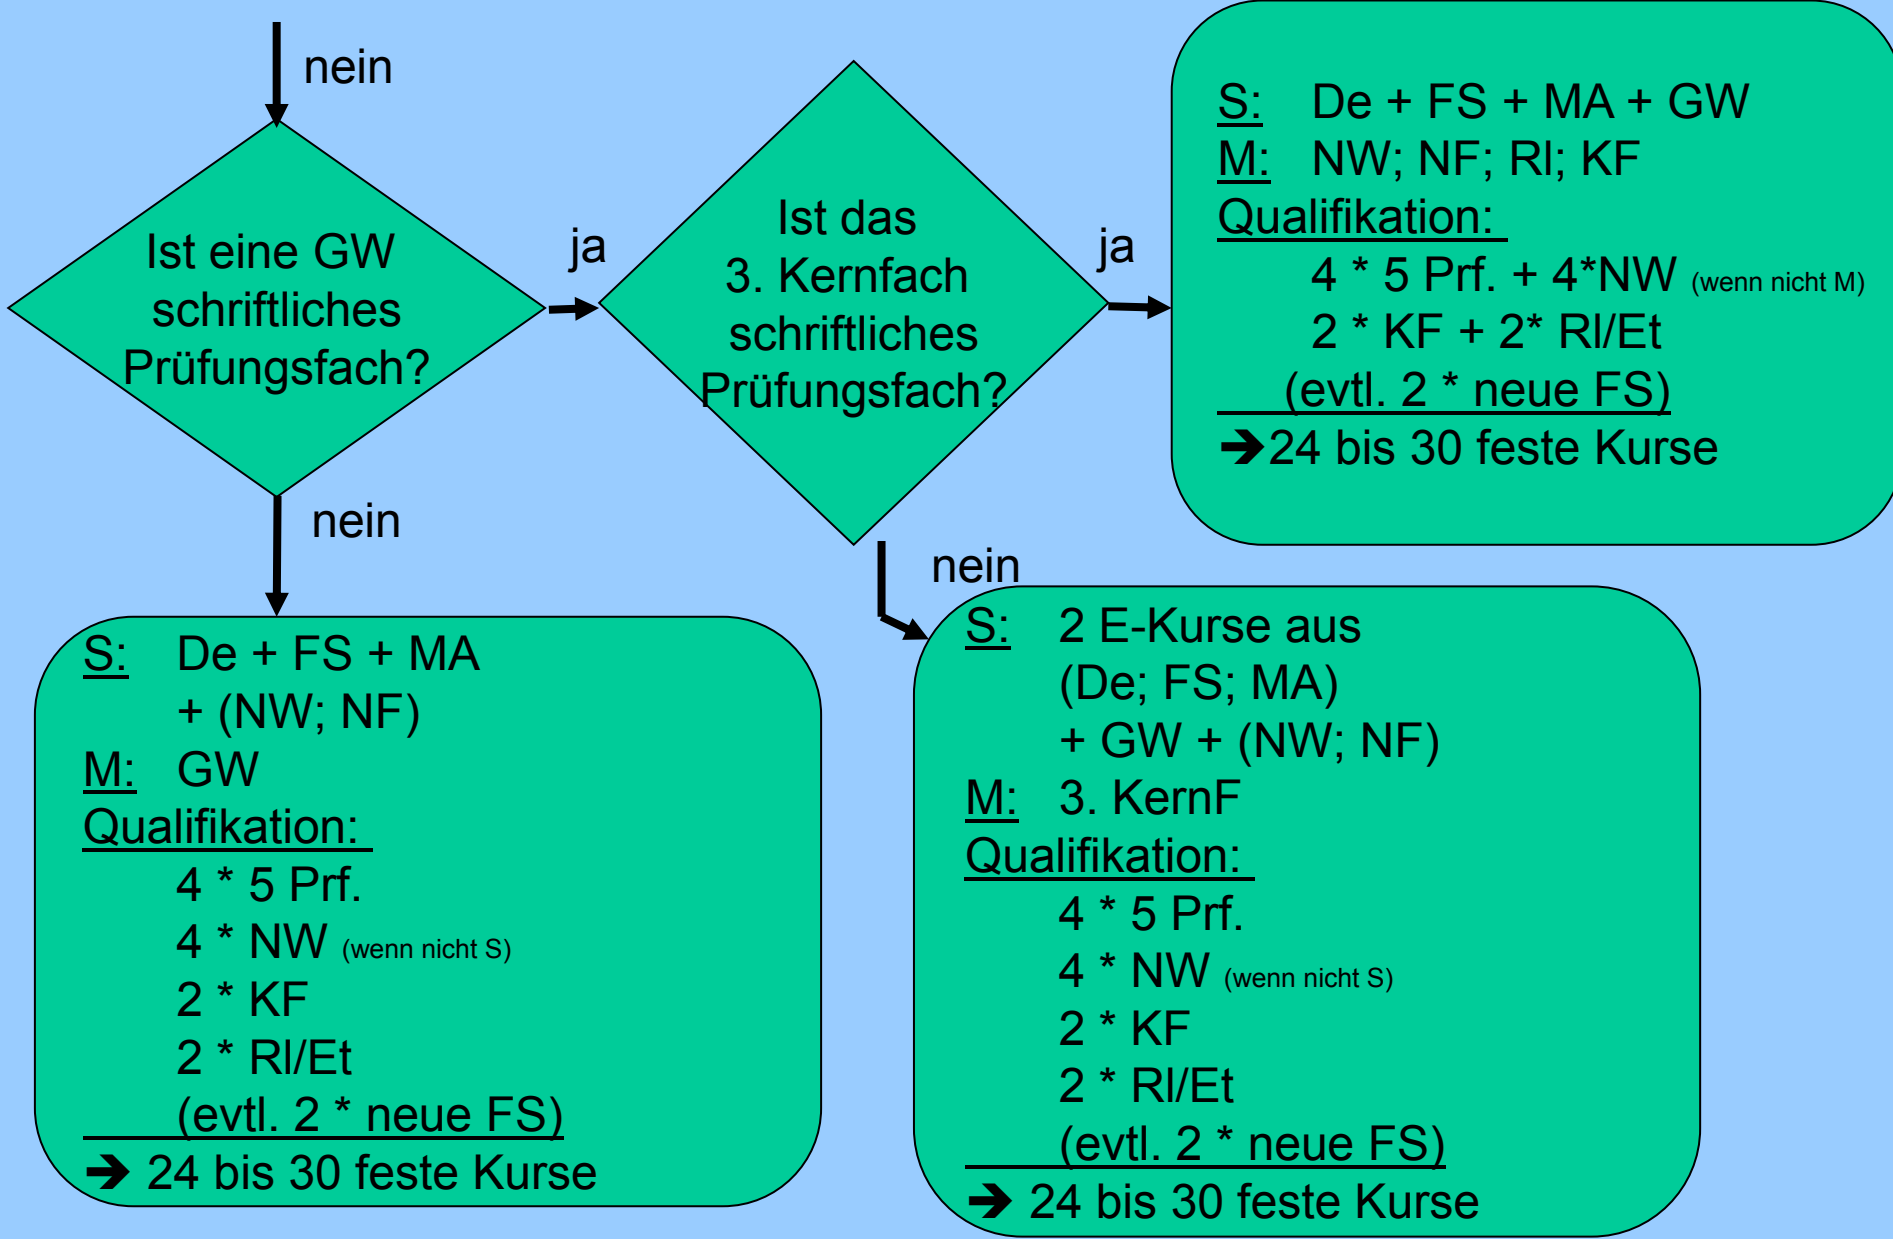 nein
Ist eine GW
schriftliches
Prüfungsfach?
ja
Ist das
3. Kernfach
schriftliches
Prüfungsfach?
ja
S: De + FS + MA + GW
M: NW; NF; Rl; KF
Qualifikation:
4 * 5 Prf. + 4*NW (wenn nicht M)
2 * KF + 2* Rl/Et
(evtl. 2 * neue FS)
➔24 bis 30 feste Kurse
nein
S: De + FS + MA
+ (NW; NF)
M: GW
Qualifikation:
4 * 5 Prf.
4 * NW (wenn nicht S)
2 * KF
2 * Rl/Et
(evtl. 2 * neue FS)
➔ 24 bis 30 feste Kurse
nein
S: 2 E-Kurse aus
(De; FS; MA)
+ GW + (NW; NF)
M: 3. KernF
Qualifikation:
4 * 5 Prf.
4 * NW (wenn nicht S)
2 * KF
2 * Rl/Et
(evtl. 2 * neue FS)
➔ 24 bis 30 feste Kurse